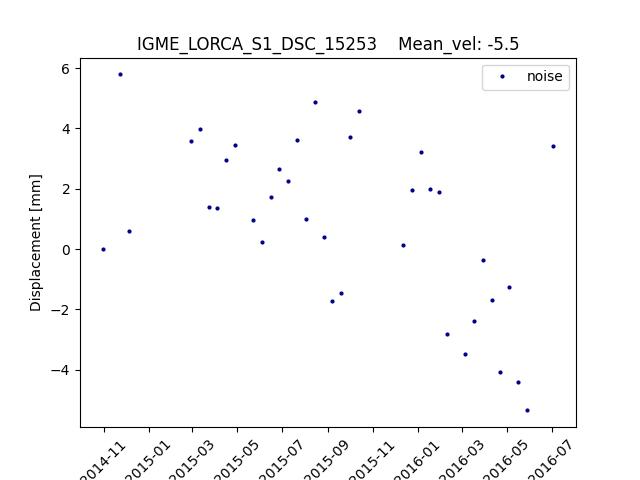 IGME_LORCA_S1_DSC_15253    Mean_vel: -5.5
noise
Displacement [mm]
6
4
2
0
−2
−4
2014-11 2015-01 2015-03 2015-05 2015-07 2015-09 2015-11 2016-01 2016-03 2016-05 2016-07